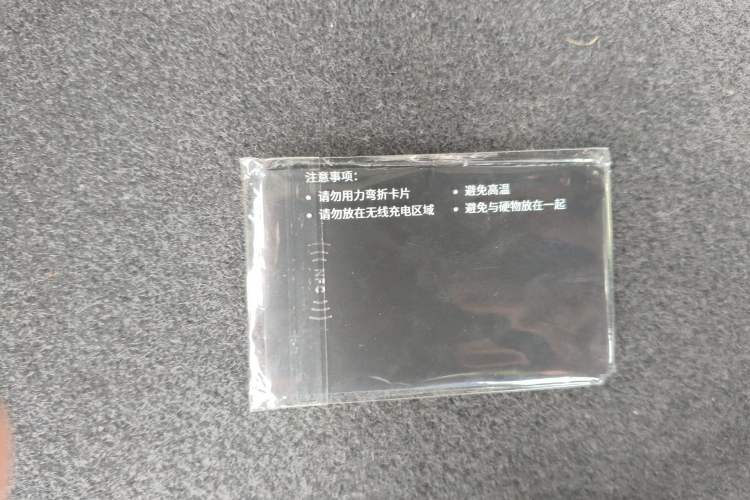 注意事项：
• 请勿用力弯折卡片
• 请勿放在无线充电区域
• 避免高温
• 避免与硬物放在一起
NFC